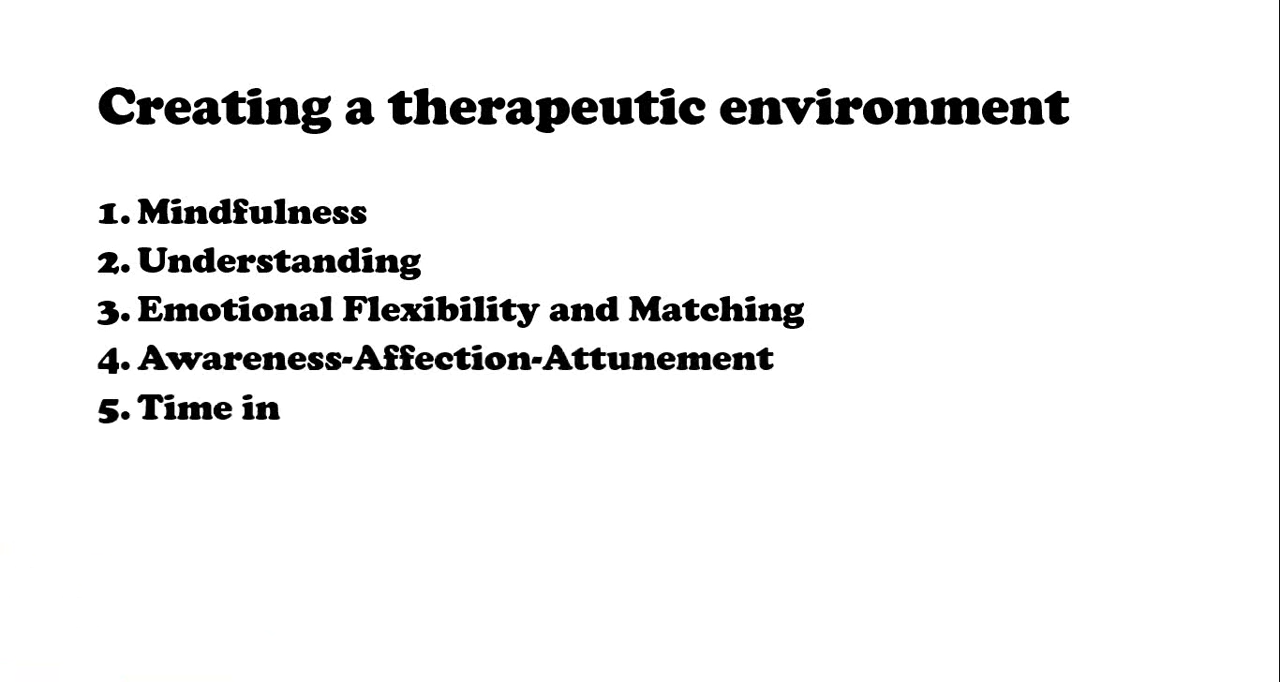 Creating a therapeutic environment
1. Mindfulness
2. Understanding
3. Emotional Flexibility and Matching
4. Awareness-Affection-Attunement
5. Time in